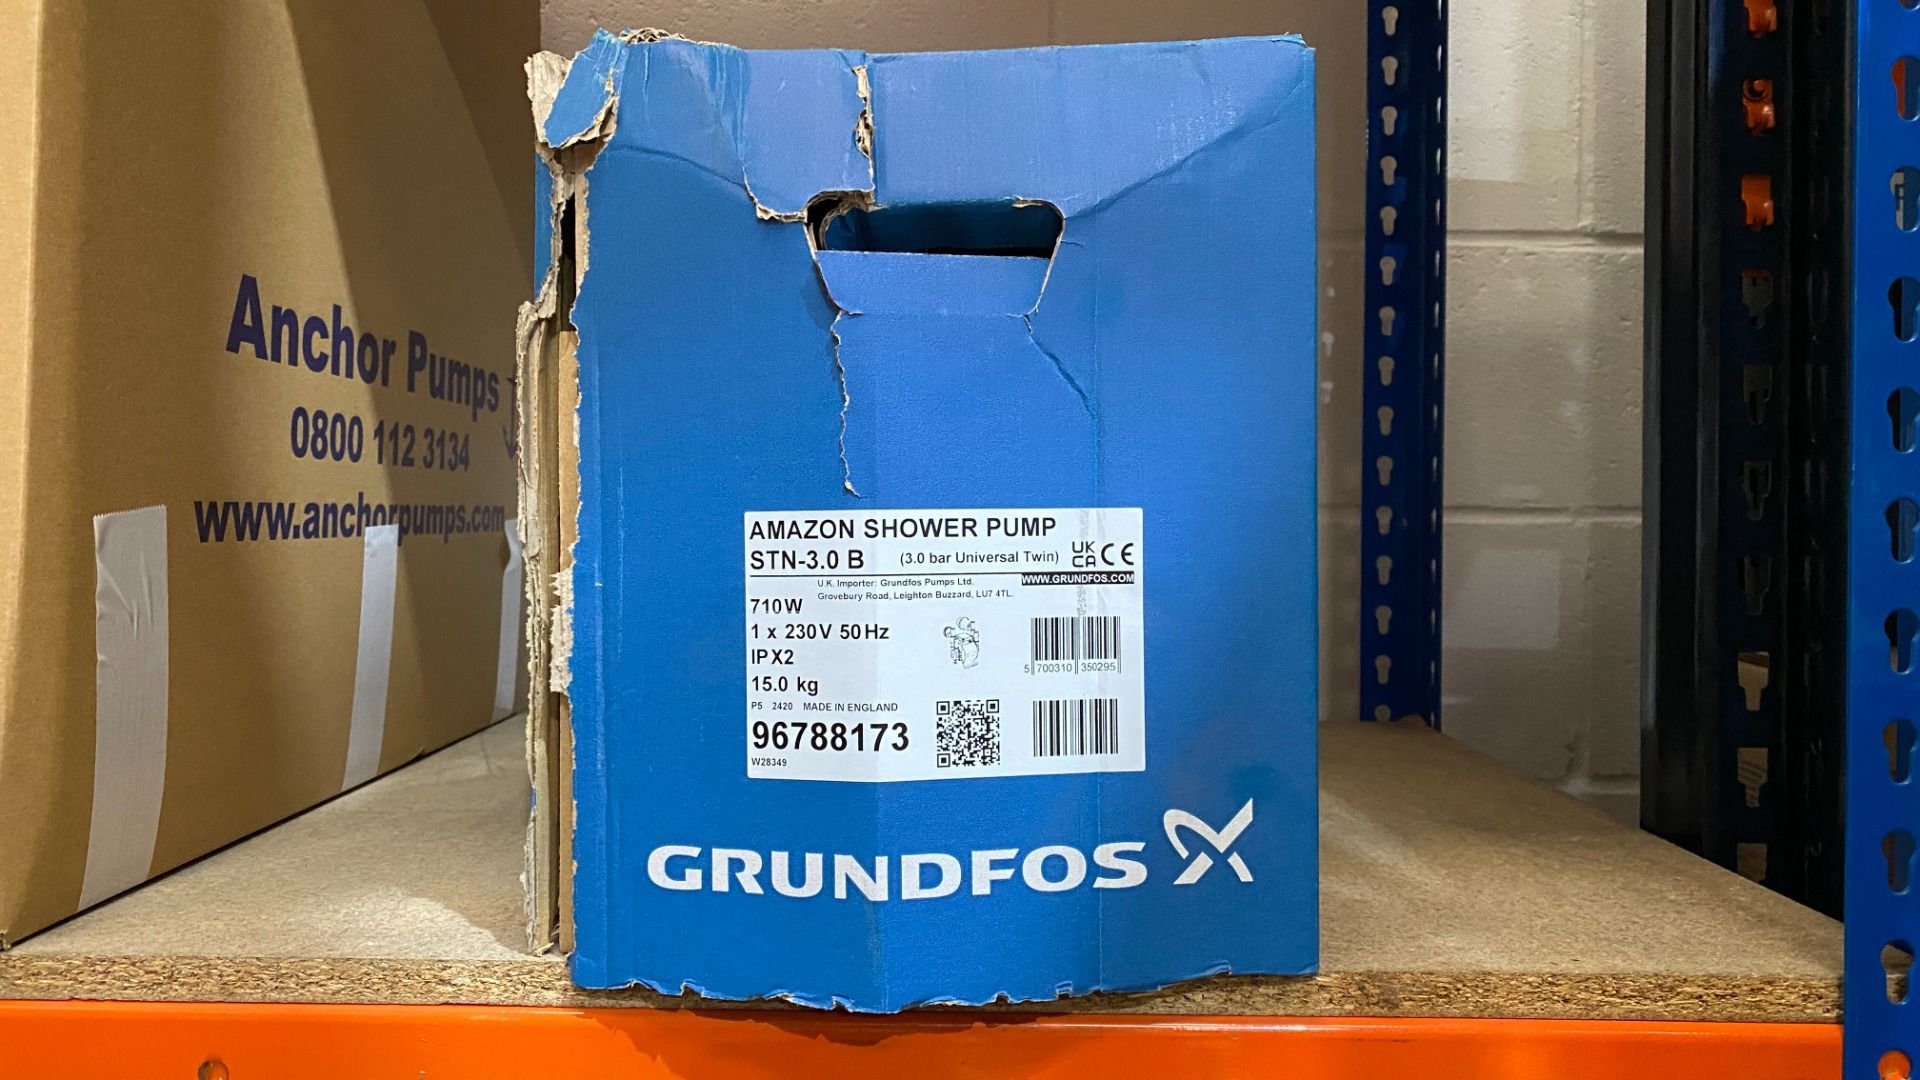 Anchor Pumps
0800 112 3134
www.anchorpumps.com
AMAZON SHOWER PUMP
STN-3.0 B (3.0 bar Universal Twin) UK CA CE
U.K. Importer: Grundfos Pumps Ltd. WWW.GRUNDFOS.COM
Grovebury Road, Leighton Buzzard, LU7 4TL.
710W
1 x 230V 50Hz
IPX2
5 700310 350295
15.0 kg
P5 2420 MADE IN ENGLAND
96788173
W28349
GRUNDFOS